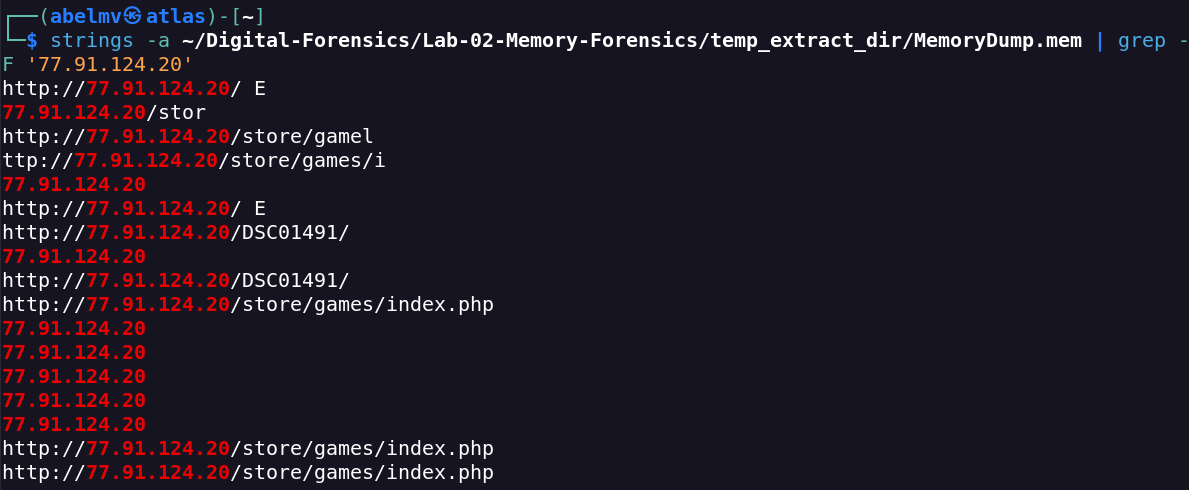 ┌──(abelmv㉿atlas)-[~]
└─$ strings -a ~/Digital-Forensics/Lab-02-Memory-Forensics/temp_extract_dir/MemoryDump.mem | grep -
F '77.91.124.20'
http://77.91.124.20/ E
77.91.124.20/stor
http://77.91.124.20/store/gamel
ttp://77.91.124.20/store/games/i
77.91.124.20
http://77.91.124.20/ E
http://77.91.124.20/DSC01491/
77.91.124.20
http://77.91.124.20/DSC01491/
http://77.91.124.20/store/games/index.php
77.91.124.20
77.91.124.20
77.91.124.20
77.91.124.20
77.91.124.20
http://77.91.124.20/store/games/index.php
http://77.91.124.20/store/games/index.php